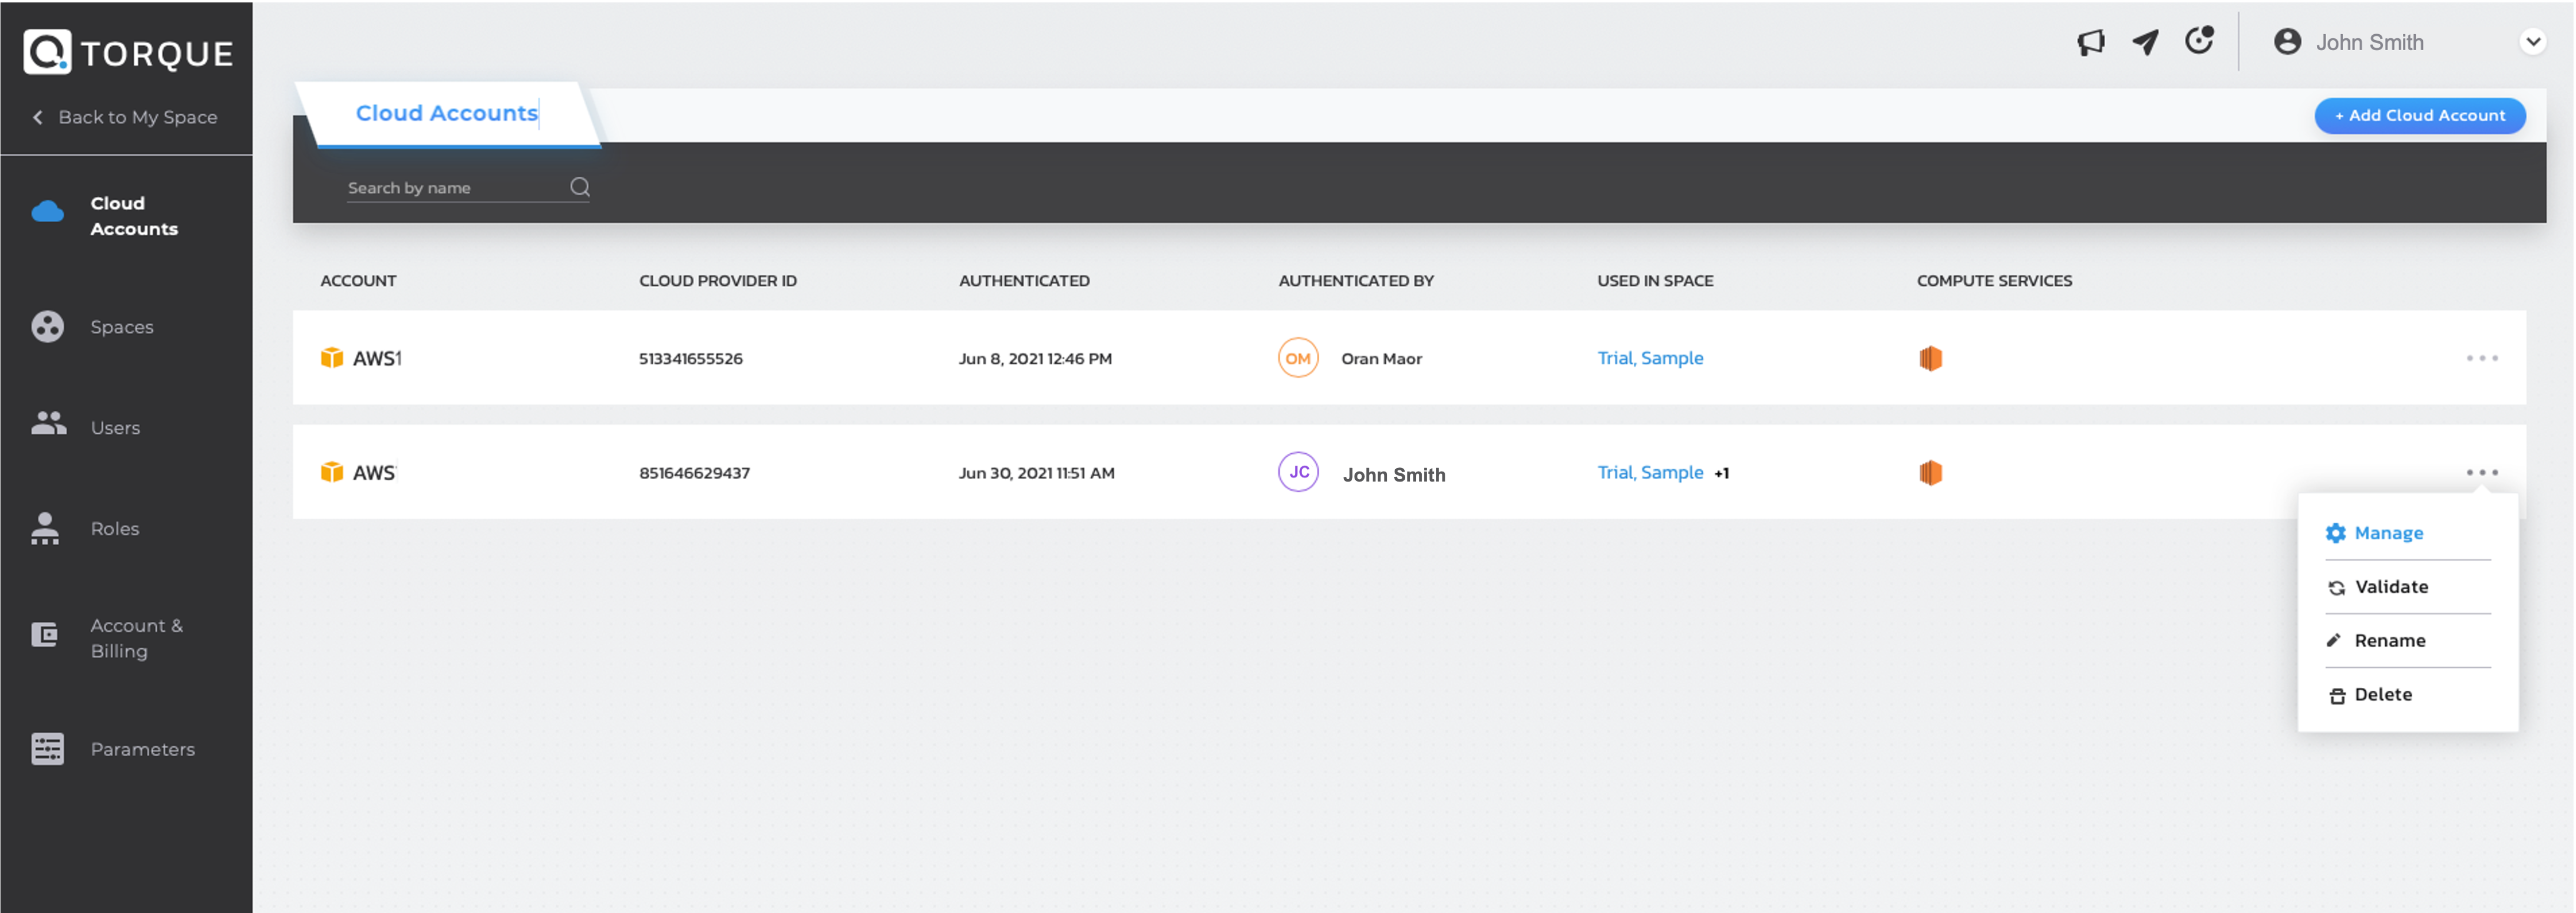 TORQUE
Back to My Space
Cloud
Accounts
Spaces
Users
Roles
Account &
Billing
Parameters
John Smith
Cloud Accounts
+ Add Cloud Account
Search by name
ACCOUNT CLOUD PROVIDER ID AUTHENTICATED AUTHENTICATED BY USED IN SPACE COMPUTE SERVICES
AWS1 513341655526 Jun 8, 2021 12:46 PM OM Oran Maor Trial, Sample
AWS 851646629437 Jun 30, 2021 11:51 AM JC John Smith Trial, Sample +1
Manage
Validate
Rename
Delete